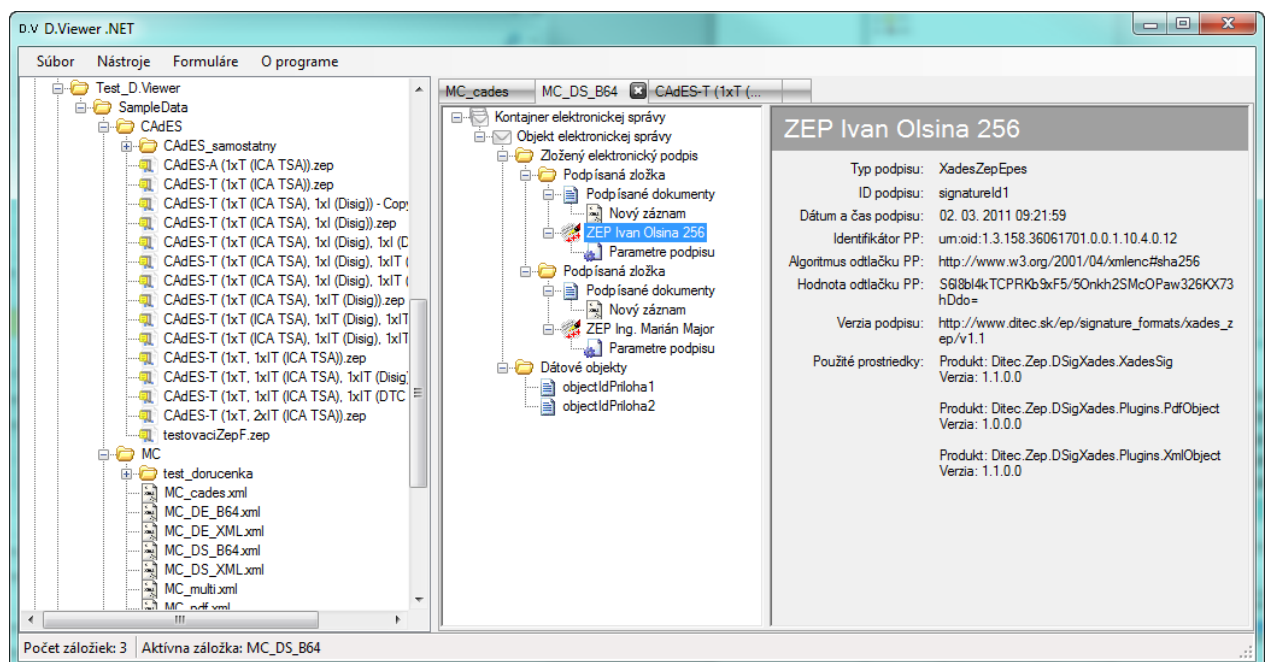 D.V D.Viewer .NET
Súbor Nástroje Formuláre O programe
Test_D.Viewer
SampleData
CAdES
CAdES_samostatny
CAdES-A (1xT (ICA TSA)).zep
CAdES-T (1xT (ICA TSA)).zep
CAdES-T (1xT (ICA TSA), 1xI (Disig)) - Copy
CAdES-T (1xT (ICA TSA), 1xI (Disig)).zep
CAdES-T (1xT (ICA TSA), 1xI (Disig), 1xI (D
CAdES-T (1xT (ICA TSA), 1xI (Disig), 1xIT (
CAdES-T (1xT (ICA TSA), 1xI (Disig), 1xIT (
CAdES-T (1xT (ICA TSA), 1xIT (Disig)).zep
CAdES-T (1xT (ICA TSA), 1xIT (Disig), 1xIT
CAdES-T (1xT (ICA TSA), 1xIT (Disig), 1xIT
CAdES-T (1xT, 1xIT (ICA TSA)).zep
CAdES-T (1xT, 1xIT (ICA TSA), 1xIT (Disig)
CAdES-T (1xT, 1xIT (ICA TSA), 1xIT (DTC
CAdES-T (1xT, 2xIT (ICA TSA)).zep
testovaciZepF.zep
MC
test_dorucenka
MC_cades.xml
MC_DE_B64.xml
MC_DE_XML.xml
MC_DS_B64.xml
MC_DS_XML.xml
MC_multi.xml
MC_pdf.xml
MC_cades MC_DS_B64 CAdES-T (1xT (...
Kontajner elektronickej správy
Objekt elektronickej správy
Zložený elektronický podpis
Podpísaná zložka
Podpísané dokumenty
Nový záznam
ZEP Ivan Olsina 256
Parametre podpisu
Podpísaná zložka
Podpísané dokumenty
Nový záznam
ZEP Ing. Marián Major
Parametre podpisu
Dátové objekty
objectIdPriloha1
objectIdPriloha2
ZEP Ivan Olsina 256
Typ podpisu: XadesZepEpes
ID podpisu: signatureId1
Dátum a čas podpisu: 02. 03. 2011 09:21:59
Identifikátor PP: urn:oid:1.3.158.36061701.0.0.1.10.4.0.12
Algoritmus odtlačku PP: http://www.w3.org/2001/04/xmlenc#sha256
Hodnota odtlačku PP: S6I8bI4kTCPRKb9xF5/5Onkh2SMcOPaw326KX73
hDdo=
Verzia podpisu: http://www.ditec.sk/ep/signature_formats/xades_z
ep/v1.1
Použité prostriedky: Produkt: Ditec.Zep.DSigXades.XadesSig
Verzia: 1.1.0.0
Produkt: Ditec.Zep.DSigXades.Plugins.PdfObject
Verzia: 1.0.0.0
Produkt: Ditec.Zep.DSigXades.Plugins.XmlObject
Verzia: 1.1.0.0
Počet záložiek: 3 Aktívna záložka: MC_DS_B64